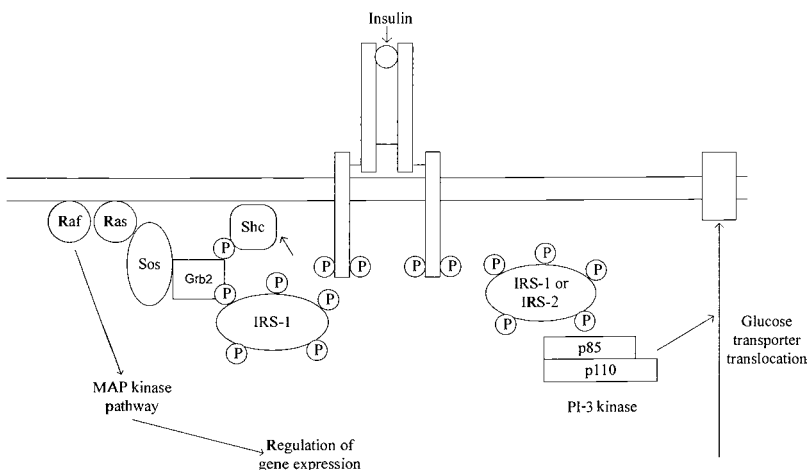 Insulin
Raf
Ras
Sos
Shc
P
Grb2
P
P
P
P
P
P
IRS-1
P
P
P
P
P
P
P
P
P
IRS-1 or
IRS-2
p85
p110
PI-3 kinase
Glucose
transporter
translocation
MAP kinase
pathway
Regulation of
gene expression